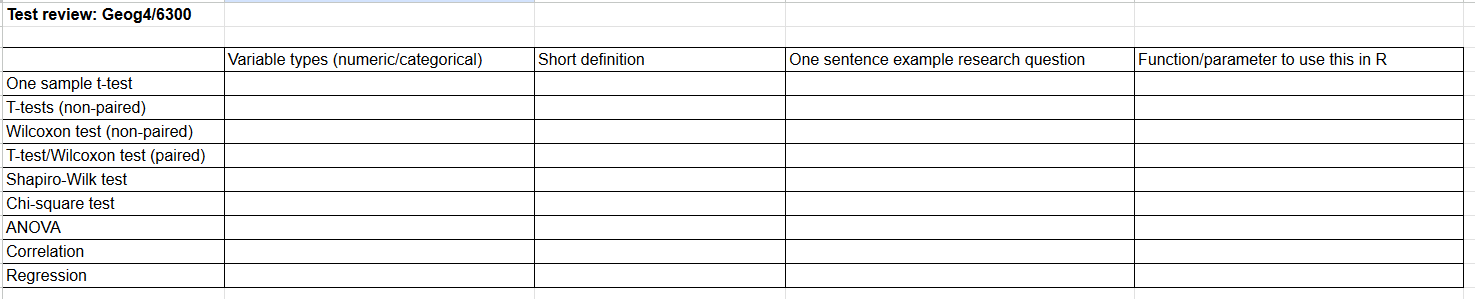 Test review: Geog4/6300
Variable types (numeric/categorical) Short definition One sentence example research question Function/parameter to use this in R
One sample t-test
T-tests (non-paired)
Wilcoxon test (non-paired)
T-test/Wilcoxon test (paired)
Shapiro-Wilk test
Chi-square test
ANOVA
Correlation
Regression